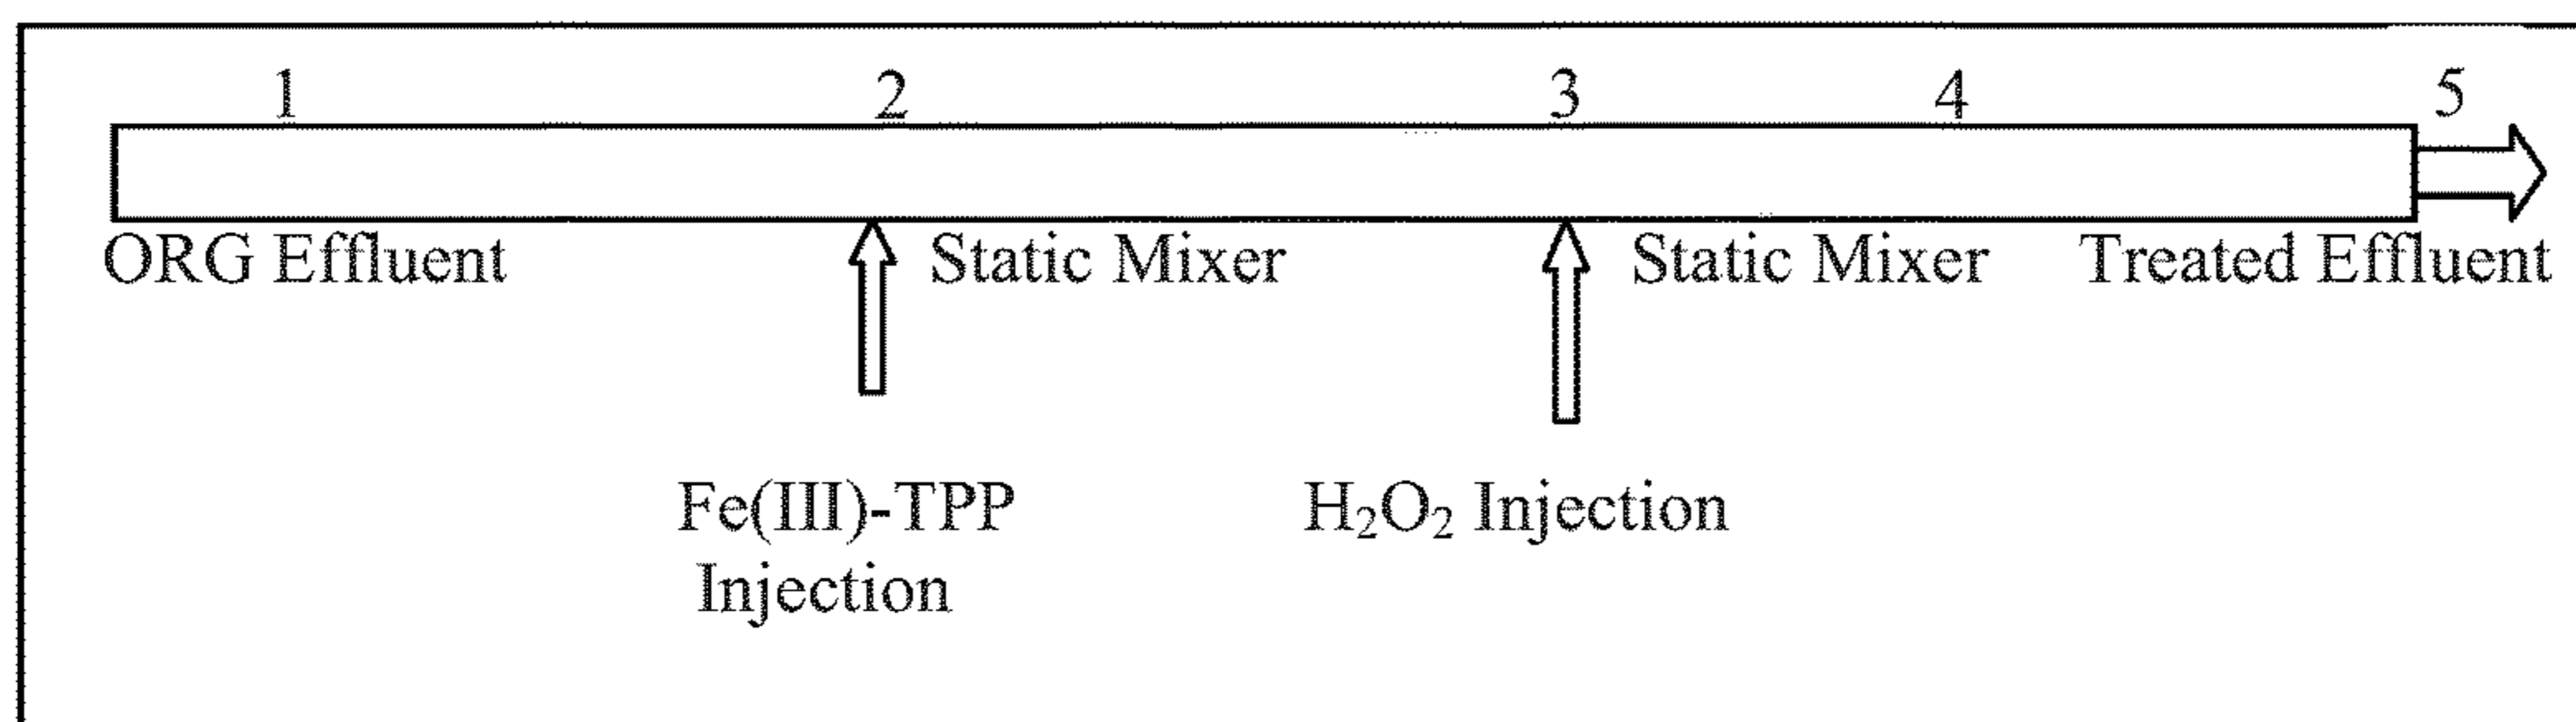 1 2 3 4 5
ORG Effluent Static Mixer Static Mixer Treated Effluent
Fe(III)-TPP H₂O₂ Injection
Injection